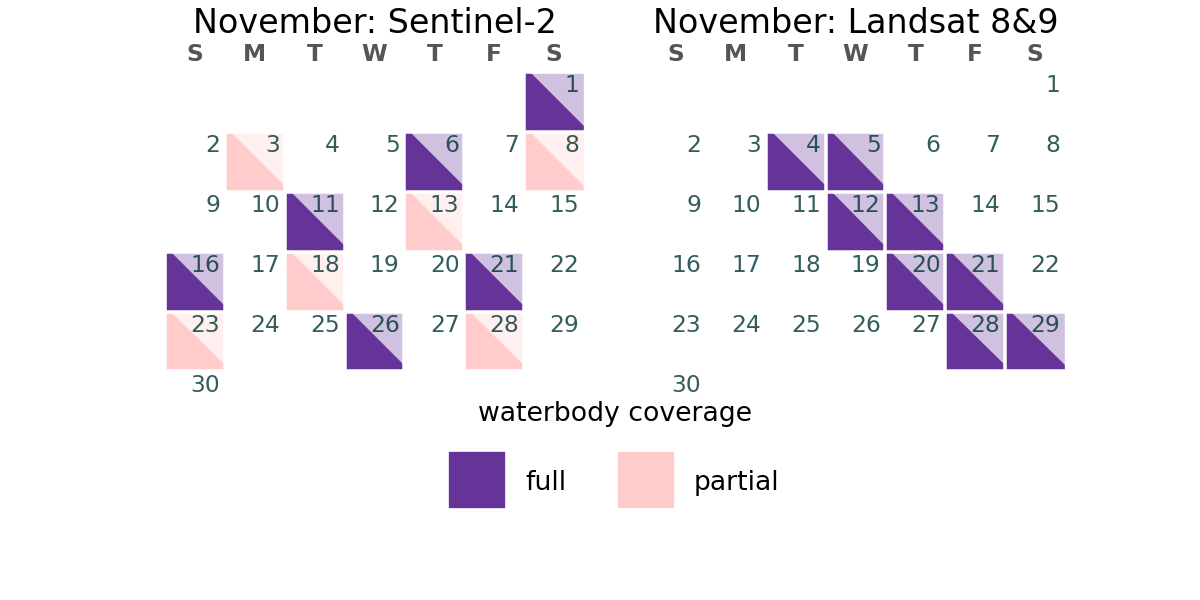 November: Sentinel-2
S M T W T F S
1
2 3 4 5 6 7 8
9 10 11 12 13 14 15
16 17 18 19 20 21 22
23 24 25 26 27 28 29
30
November: Landsat 8&9
S M T W T F S
1
2 3 4 5 6 7 8
9 10 11 12 13 14 15
16 17 18 19 20 21 22
23 24 25 26 27 28 29
30
waterbody coverage
full
partial